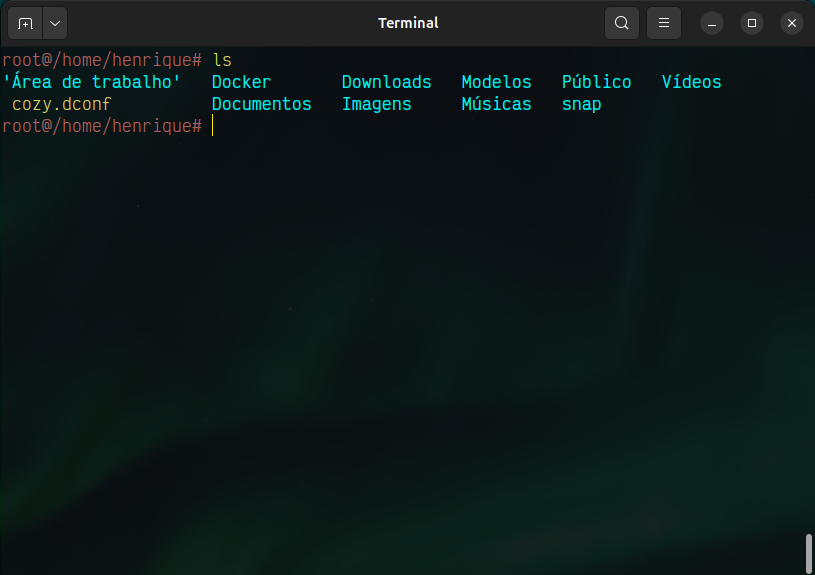 Terminal
root@/home/henrique# ls
'Área de trabalho'   Docker       Downloads   Modelos   Público   Vídeos
 cozy.dconf          Documentos   Imagens     Músicas   snap
root@/home/henrique#